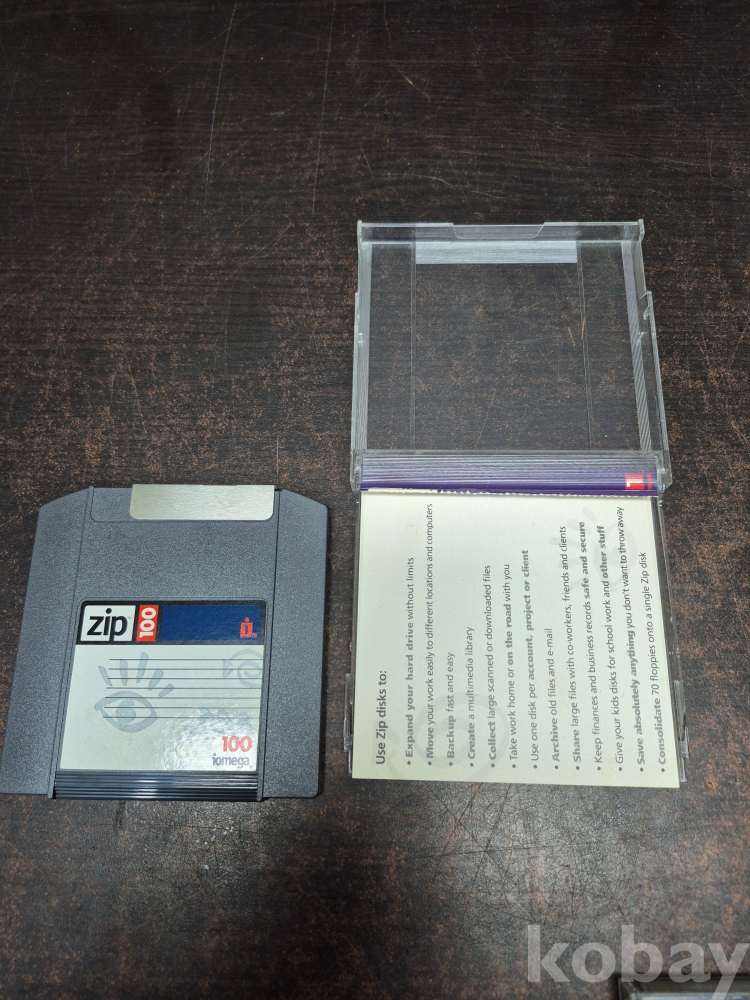 zip
100
i
100
iomega
Use Zip disks to:
• Expand your hard drive without limits
• Move your work easily to different locations and computers
• Backup fast and easy
• Create a multimedia library
• Collect large scanned or downloaded files
• Take work home or on the road with you
• Use one disk per account, project or client
• Archive old files and e-mail
• Share large files with co-workers, friends and clients
• Keep finances and business records safe and secure
• Give your kids disks for school work and other stuff
• Save absolutely anything you don't want to throw away
• Consolidate 70 floppies onto a single Zip disk
kobay